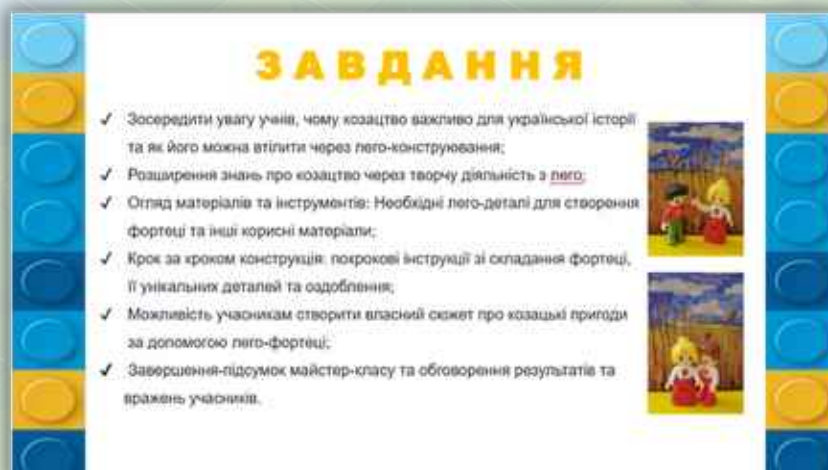 ЗАВДАННЯ
✓ Зосередити увагу учнів, чому козацтво важливо для української історії
та як його можна втілити через лего-конструювання;
✓ Розширення знань про козацтво через творчу діяльність з лего;
✓ Огляд матеріалів та інструментів: Необхідні лего-деталі для створення
фортеці та інші корисні матеріали;
✓ Крок за кроком конструкція: покрокові інструкції зі складання фортеці,
її унікальних деталей та оздоблення;
✓ Можливість учасникам створити власний сюжет про козацькі пригоди
за допомогою лего-фортеці;
✓ Завершення-підсумок майстер-класу та обговорення результатів та
вражень учасників.